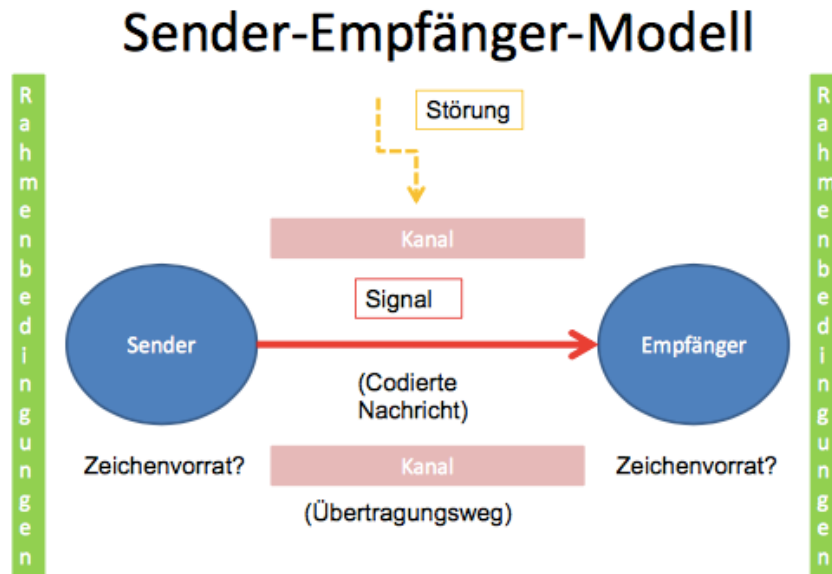 Sender-Empfänger-Modell
Rahmenbedingungen
Störung
Kanal
Signal
Sender
Empfänger
(Codierte
Nachricht)
Zeichenvorrat?
Kanal
Zeichenvorrat?
(Übertragungsweg)
Rahmenbedingungen